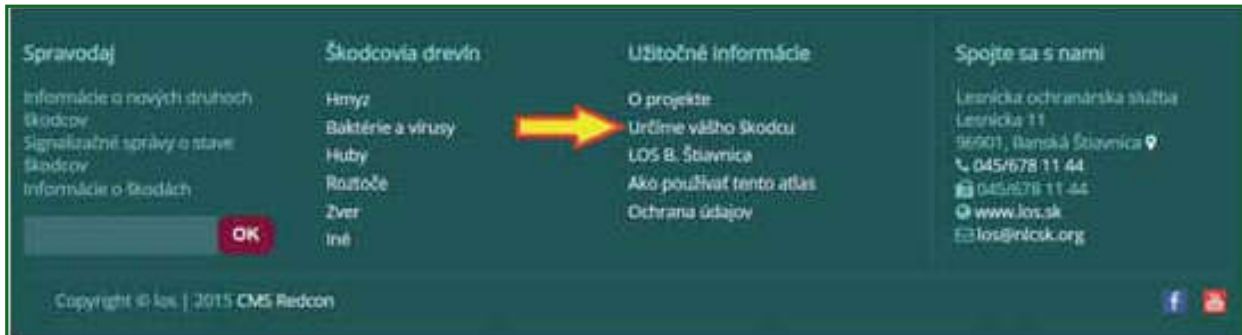 Spravodaj
Informácie o nových druhoch
škodcov
Signalizačné správy o stave
škodcov
Informácie o škodách
OK
Škodcovia drevín
Hmyz
Baktérie a vírusy
Huby
Roztoče
Zver
Iné
Užitočné informácie
O projekte
Určíme vášho škodcu
LOS B. Štiavnica
Ako používať tento atlas
Ochrana údajov
Spojte sa s nami
Lesnícka ochranárska služba
Lesnícka 11
96901, Banská Štiavnica
045/678 11 44
045/678 11 44
www.los.sk
los@nlcsk.org
Copyright © los | 2015 CMS Redcon